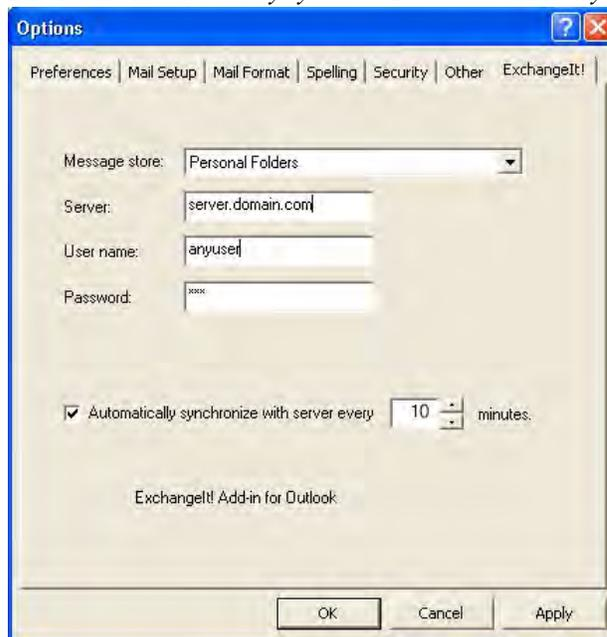 Options
Preferences Mail Setup Mail Format Spelling Security Other ExchangeIt!
Message store: Personal Folders
Server: server.domain.com
User name: anyuser
Password: ***
Automatically synchronize with server every 10 minutes.
ExchangeIt! Add-in for Outlook
OK Cancel Apply